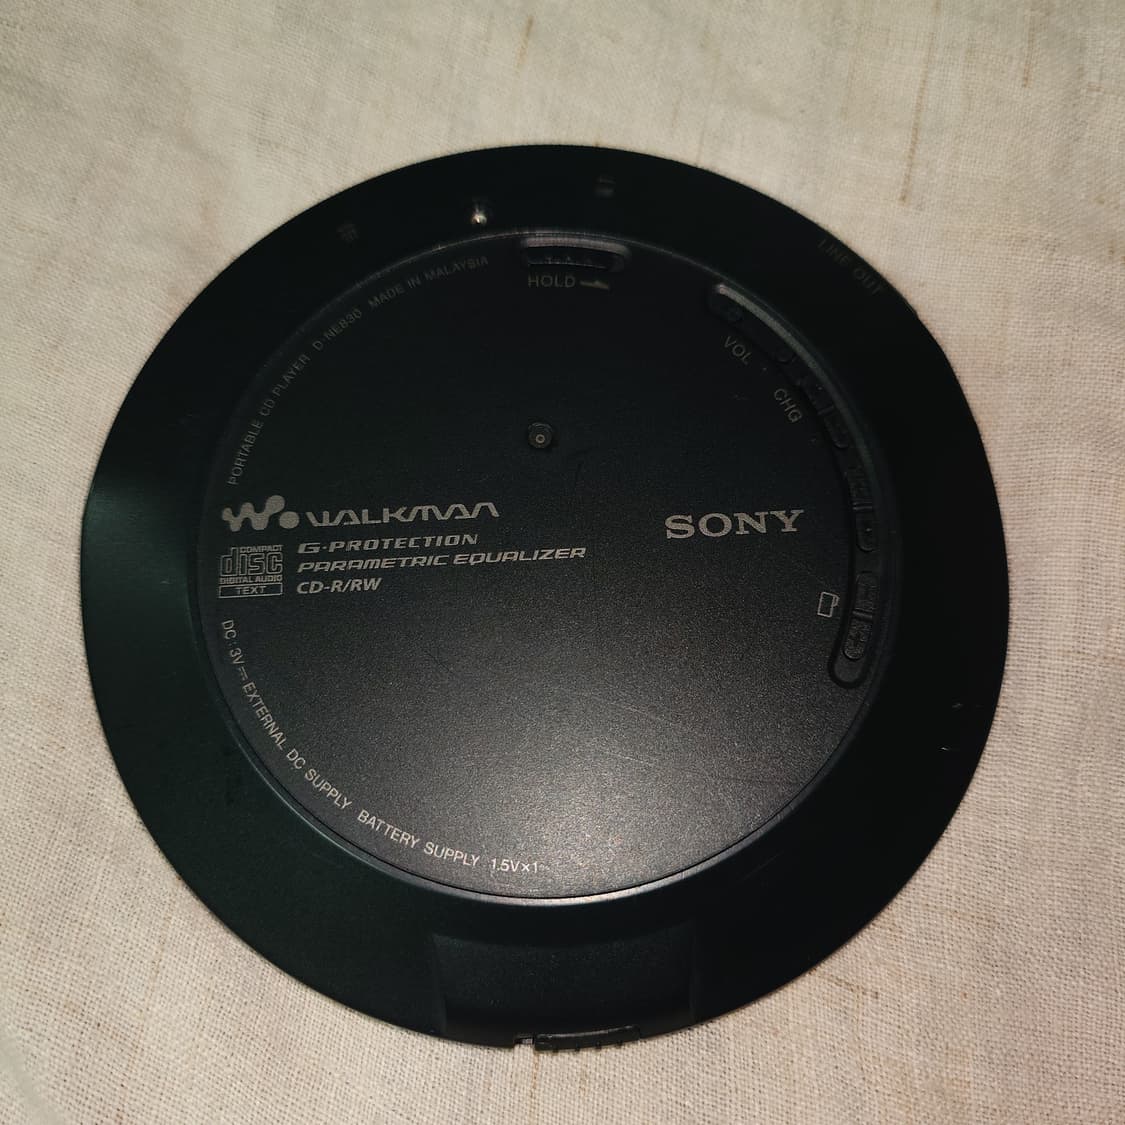 LINE OUT
PORTABLE CD PLAYER D-NE830 MADE IN MALAYSIA
HOLD
VOL
CHG
WALKMAN
SONY
G-PROTECTION
COMPACT
disc
DIGITAL AUDIO
TEXT
PARAMETRIC EQUALIZER
CD-R/RW
DC : 3V EXTERNAL DC SUPPLY BATTERY SUPPLY 1.5V×1